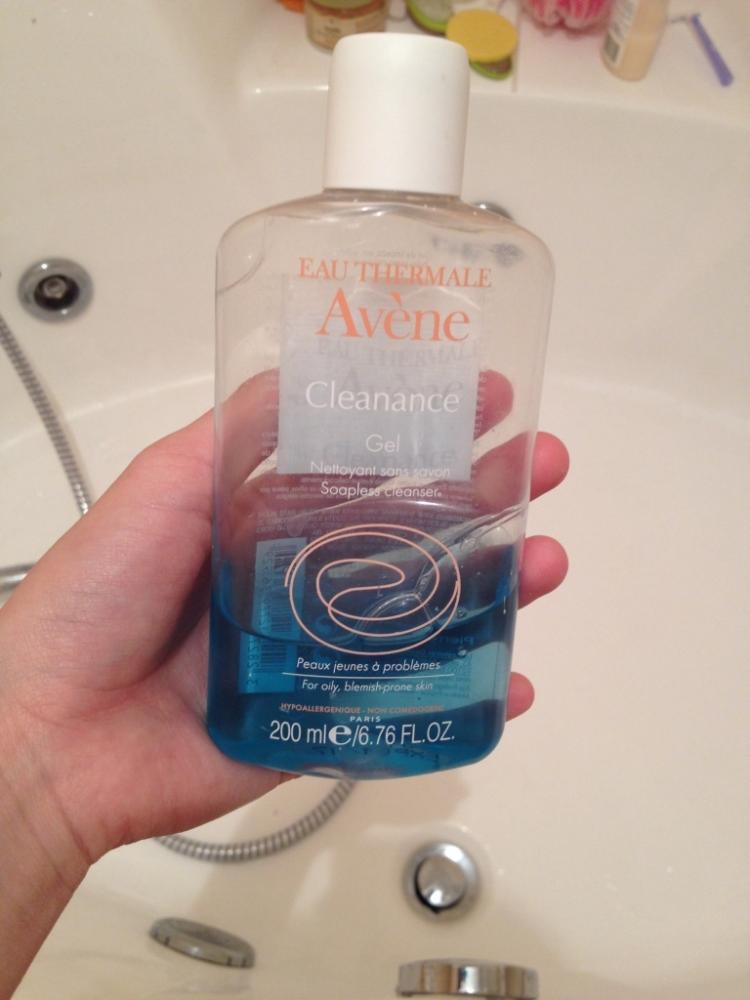 EAU THERMALE
Avène
Cleanance
Gel
Nettoyant sans savon
Soapless cleanser
Peaux jeunes à problèmes
For oily, blemish-prone skin
HYPOALLERGENIQUE - NON COMEDOGENE
PARIS
200 ml e/6.76 FL.OZ.